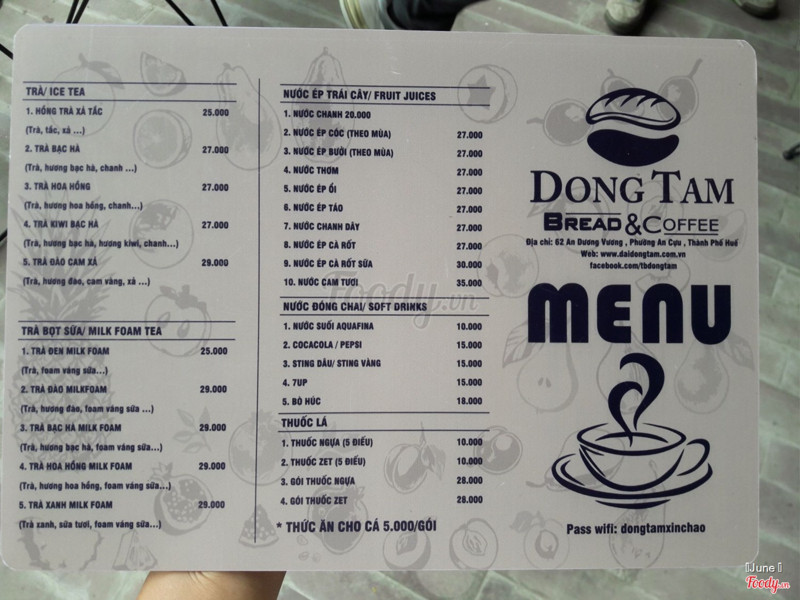 TRÀ/ ICE TEA
1. HỒNG TRÀ XẢ TẮC 25.000
(Trà, tắc, xả ...)
2. TRÀ BẠC HÀ 27.000
(Trà, hương bạc hà, chanh ...)
3. TRÀ HOA HỒNG 27.000
(Trà, hương hoa hồng, chanh...)
4. TRÀ KIWI BẠC HÀ 27.000
(Trà, hương bạc hà, hương kiwi, chanh...)
5. TRÀ ĐÀO CAM XẢ 29.000
(Trà, hương đào, cam vàng, xả ...)
TRÀ BỌT SỮA/ MILK FOAM TEA
1. TRÀ ĐEN MILK FOAM 25.000
(Trà, foam váng sữa...)
2. TRÀ ĐÀO MILKFOAM 29.000
(Trà, hương đào, foam váng sữa ...)
3. TRÀ BẠC HÀ MILK FOAM 29.000
(Trà, hương bạc hà, foam váng sữa...)
4. TRÀ HOA HỒNG MILK FOAM 29.000
(Trà, hương hoa hồng, foam váng sữa...)
5. TRÀ XANH MILK FOAM 29.000
(Trà xanh, sữa tươi, foam váng sữa...)
NƯỚC ÉP TRÁI CÂY/ FRUIT JUICES
1. NƯỚC CHANH 20.000
2. NƯỚC ÉP CÓC (THEO MÙA) 27.000
3. NƯỚC ÉP BƯỞI (THEO MÙA) 27.000
4. NƯỚC THƠM 27.000
5. NƯỚC ÉP ỔI 27.000
6. NƯỚC ÉP TÁO 27.000
7. NƯỚC CHANH DÂY 27.000
8. NƯỚC ÉP CÀ RỐT 27.000
9. NƯỚC ÉP CÀ RỐT SỮA 30.000
10. NƯỚC CAM TƯƠI 35.000
NƯỚC ĐÓNG CHAI/ SOFT DRINKS
1. NƯỚC SUỐI AQUAFINA 10.000
2. COCACOLA / PEPSI 15.000
3. STING DÂU/ STING VÀNG 15.000
4. 7UP 15.000
5. BÒ HÚC 18.000
THUỐC LÁ
1. THUỐC NGỰA (5 ĐIẾU) 10.000
2. THUỐC ZET (5 ĐIẾU) 10.000
3. GÓI THUỐC NGỰA 28.000
4. GÓI THUỐC ZET 28.000
* THỨC ĂN CHO CÁ 5.000/GÓI
DONG TAM
BREAD & COFFEE
Địa chỉ: 62 An Dương Vương , Phường An Cựu , Thành Phố Huế
Web: www.daidongtam.com.vn
facebook.com/tbdongtam
MENU
Pass wifi: dongtamxinchao
Foody.vn
June
Foody.vn